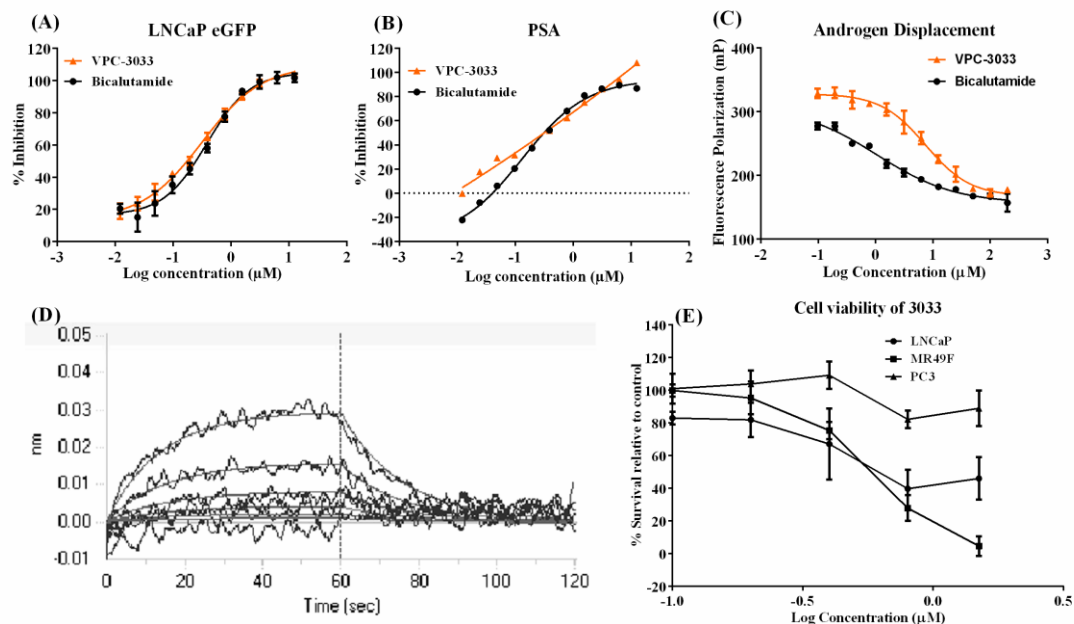 (A)
LNCaP eGFP
VPC-3033
Bicalutamide
120
100
80
60
40
20
0
% Inhibition
-2
-1
0
1
2
Log concentration (µM)
(B)
PSA
VPC-3033
Bicalutamide
120
100
80
60
40
20
0
-20
-40
% Inhibition
-2
-1
0
1
2
Log concentration (µM)
(C)
Androgen Displacement
VPC-3033
Bicalutamide
400
300
200
100
Fluorescence Polarization (mP)
-2
-1
0
1
2
3
Log Concentration (µM)
(D)
0.05
0.04
0.03
0.02
0.01
0.00
-0.01
nm
0
20
40
60
80
100
120
Time (sec)
(E)
Cell viability of 3033
LNCaP
MR49F
PC3
140
120
100
80
60
40
20
0
-20
% Survival relative to control
-1.0
-0.5
0.0
0.5
Log Concentration (µM)